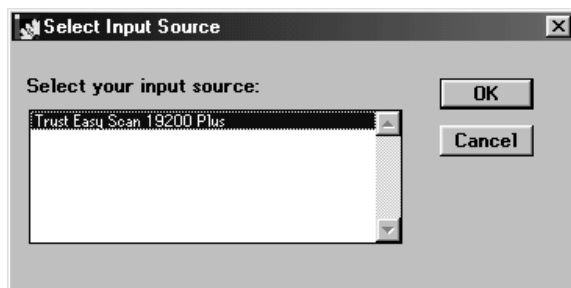 Select Input Source
Select your input source:
Trust Easy Scan 19200 Plus
OK
Cancel